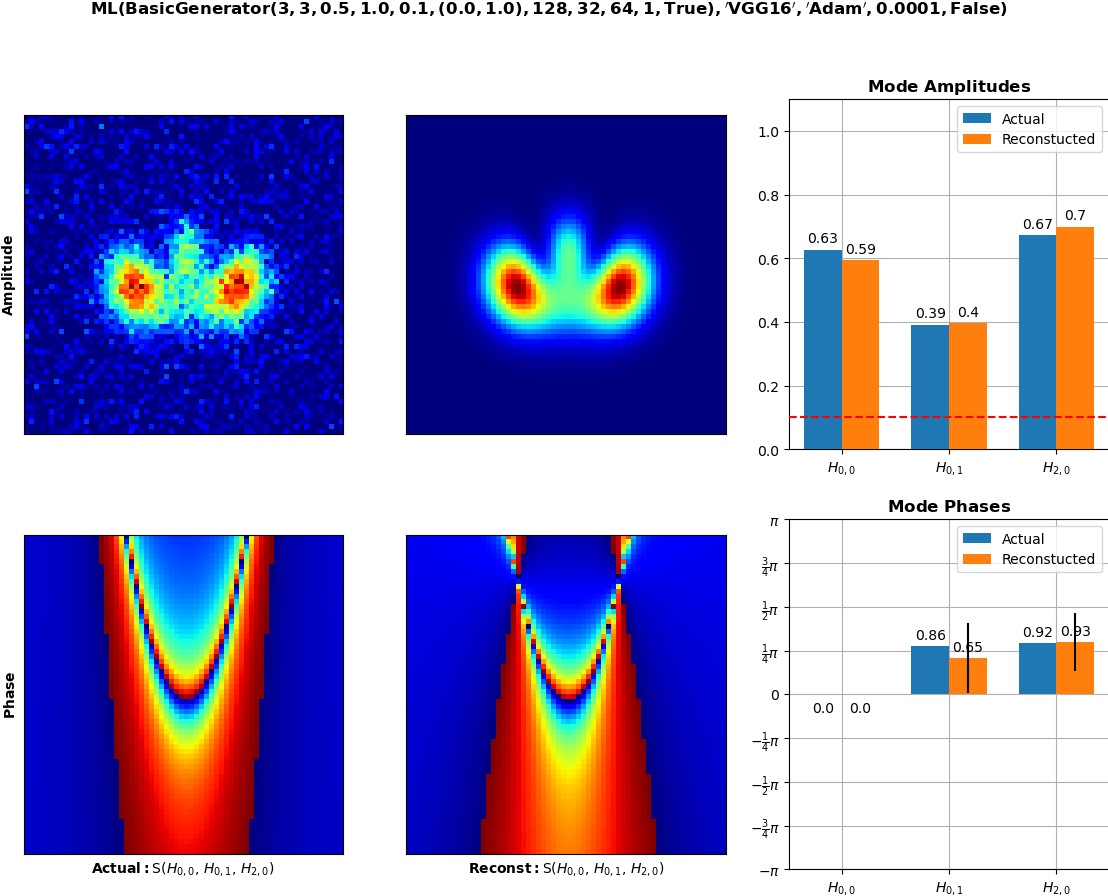 ML(BasicGenerator(3, 3, 0.5, 1.0, 0.1, (0.0, 1.0), 128, 32, 64, 1, True), ′VGG16′, ′Adam′, 0.0001, False)
Amplitude
Mode Amplitudes
Actual
Reconstucted
1.0
0.8
0.6
0.4
0.2
0.0
0.63
0.59
0.39
0.4
0.67
0.7
H₀,₀
H₀,₁
H₂,₀
Phase
Actual: S(H₀,₀, H₀,₁, H₂,₀)
Reconst: S(H₀,₀, H₀,₁, H₂,₀)
Mode Phases
Actual
Reconstucted
π
3/4π
1/2π
1/4π
0
−1/4π
−1/2π
−3/4π
−π
0.0
0.0
0.86
0.65
0.92
0.93
H₀,₀
H₀,₁
H₂,₀